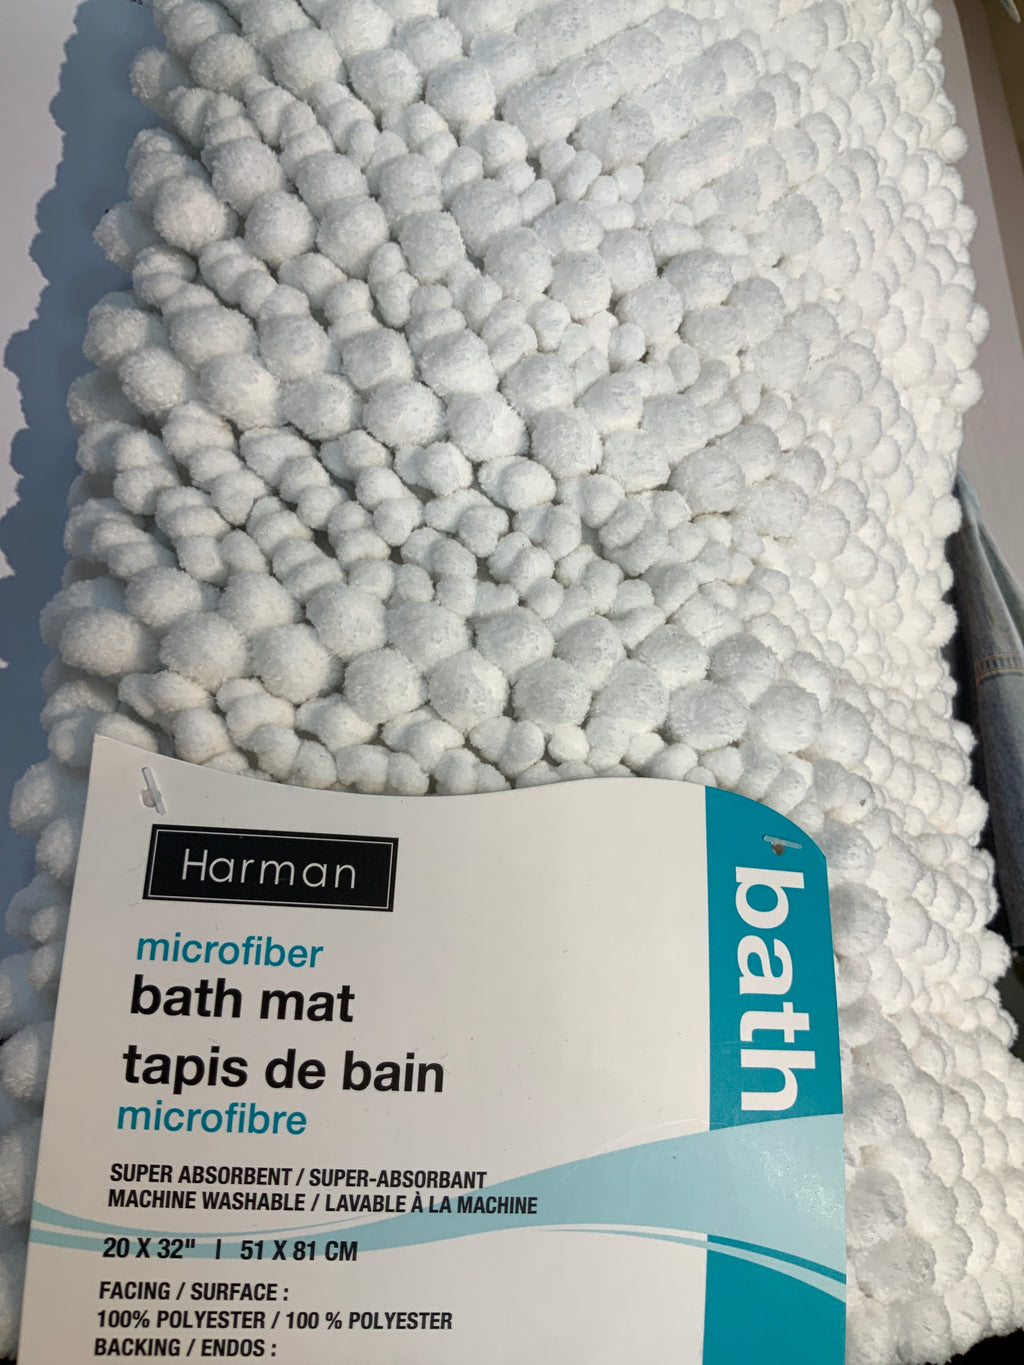 Harman
microfiber
bath mat
tapis de bain
microfibre
SUPER ABSORBENT / SUPER-ABSORBANT
MACHINE WASHABLE / LAVABLE À LA MACHINE
20 X 32" | 51 X 81 CM
FACING / SURFACE :
100% POLYESTER / 100 % POLYESTER
BACKING / ENDOS :
bath